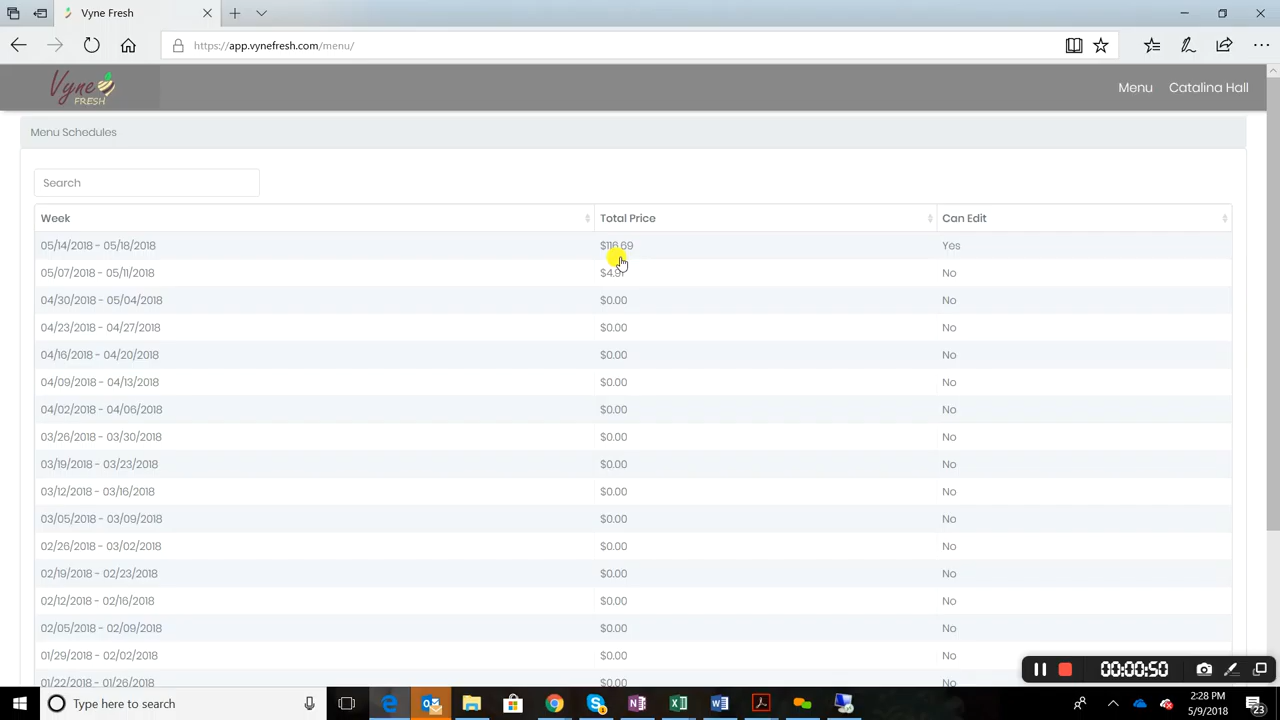 Vyne Fresh
https://app.vynefresh.com/menu/
Vyne
FRESH
Menu Catalina Hall
Menu Schedules
Search
Week Total Price Can Edit
05/14/2018 - 05/18/2018 $116.69 Yes
05/07/2018 - 05/11/2018 No
04/30/2018 - 05/04/2018 $0.00 No
04/23/2018 - 04/27/2018 $0.00 No
04/16/2018 - 04/20/2018 $0.00 No
04/09/2018 - 04/13/2018 $0.00 No
04/02/2018 - 04/06/2018 $0.00 No
03/26/2018 - 03/30/2018 $0.00 No
03/19/2018 - 03/23/2018 $0.00 No
03/12/2018 - 03/16/2018 $0.00 No
03/05/2018 - 03/09/2018 $0.00 No
02/26/2018 - 03/02/2018 $0.00 No
02/19/2018 - 02/23/2018 $0.00 No
02/12/2018 - 02/16/2018 $0.00 No
02/05/2018 - 02/09/2018 $0.00 No
01/29/2018 - 02/02/2018 $0.00 No
01/22/2018 - 01/26/2018 $0.00 No
00:00:50
Type here to search
2:28 PM
5/9/2018
23